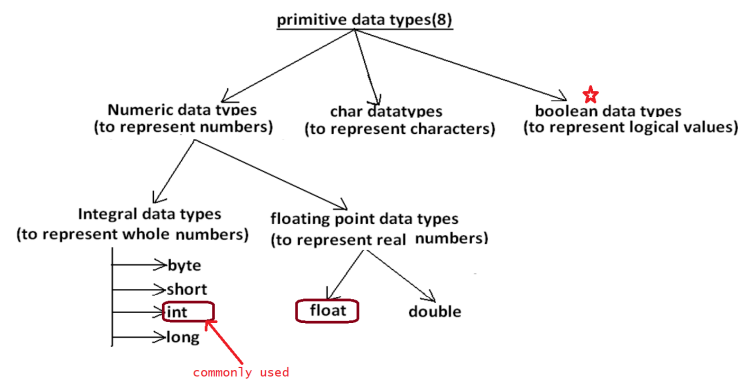 primitive data types(8)
Numeric data types
(to represent numbers)
char datatypes
(to represent characters)
boolean data types
(to represent logical values)
Integral data types
(to represent whole numbers)
floating point data types
(to represent real numbers)
byte
short
int
long
float
double
commonly used